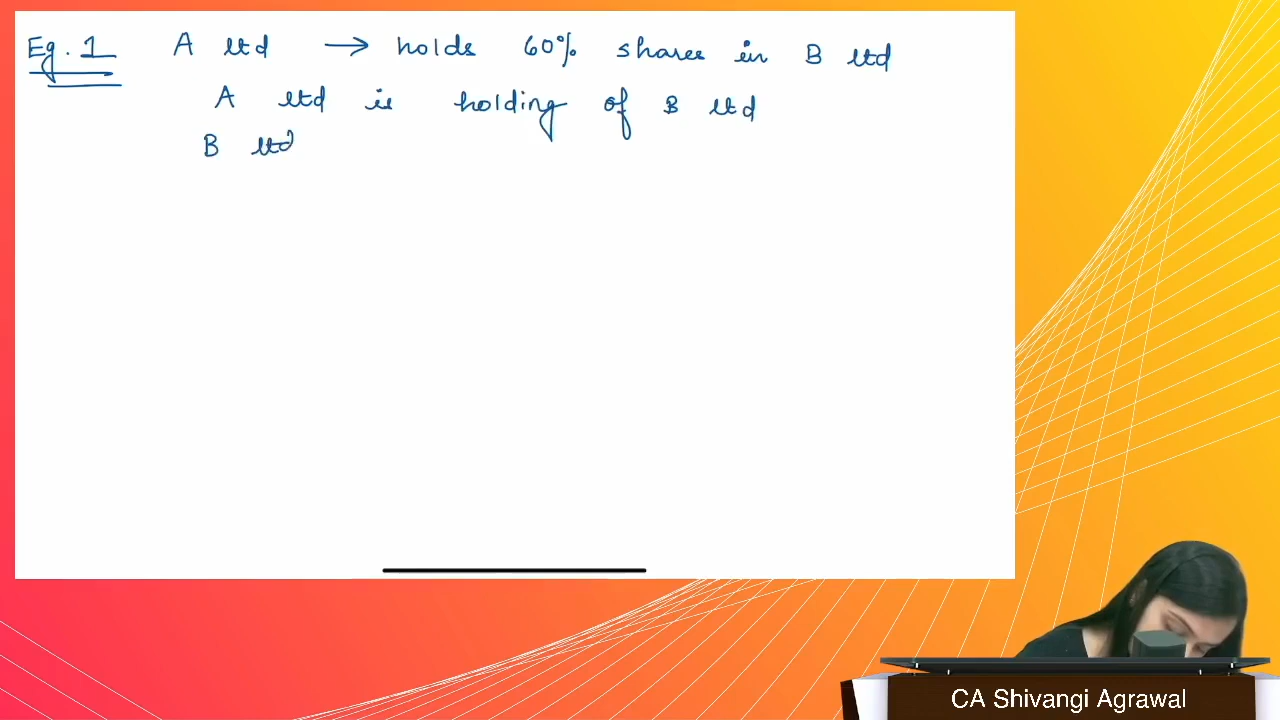 Eg. 1 A ltd → holds 60% shares in B ltd
A ltd is holding of B ltd
B ltd
CA Shivangi Agrawal